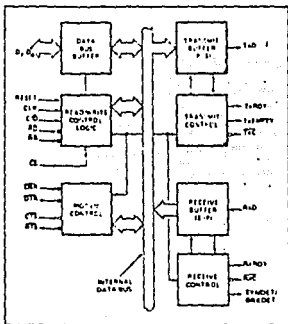 DATA
BUS
BUFFER
TRANSMIT
BUFFER
TxD
RESET
CLK
C/D
RD
CS
READ/WRITE
CONTROL
LOGIC
TRANSMIT
CONTROL
TxRDY
TxEMPTY
TxC
DSR
DTR
CTS
RTS
MODEM
CONTROL
RECEIVE
BUFFER
RxD
INTERNAL
DATA BUS
RECEIVE
CONTROL
RxRDY
RxC
SYNDET/
BRKDET